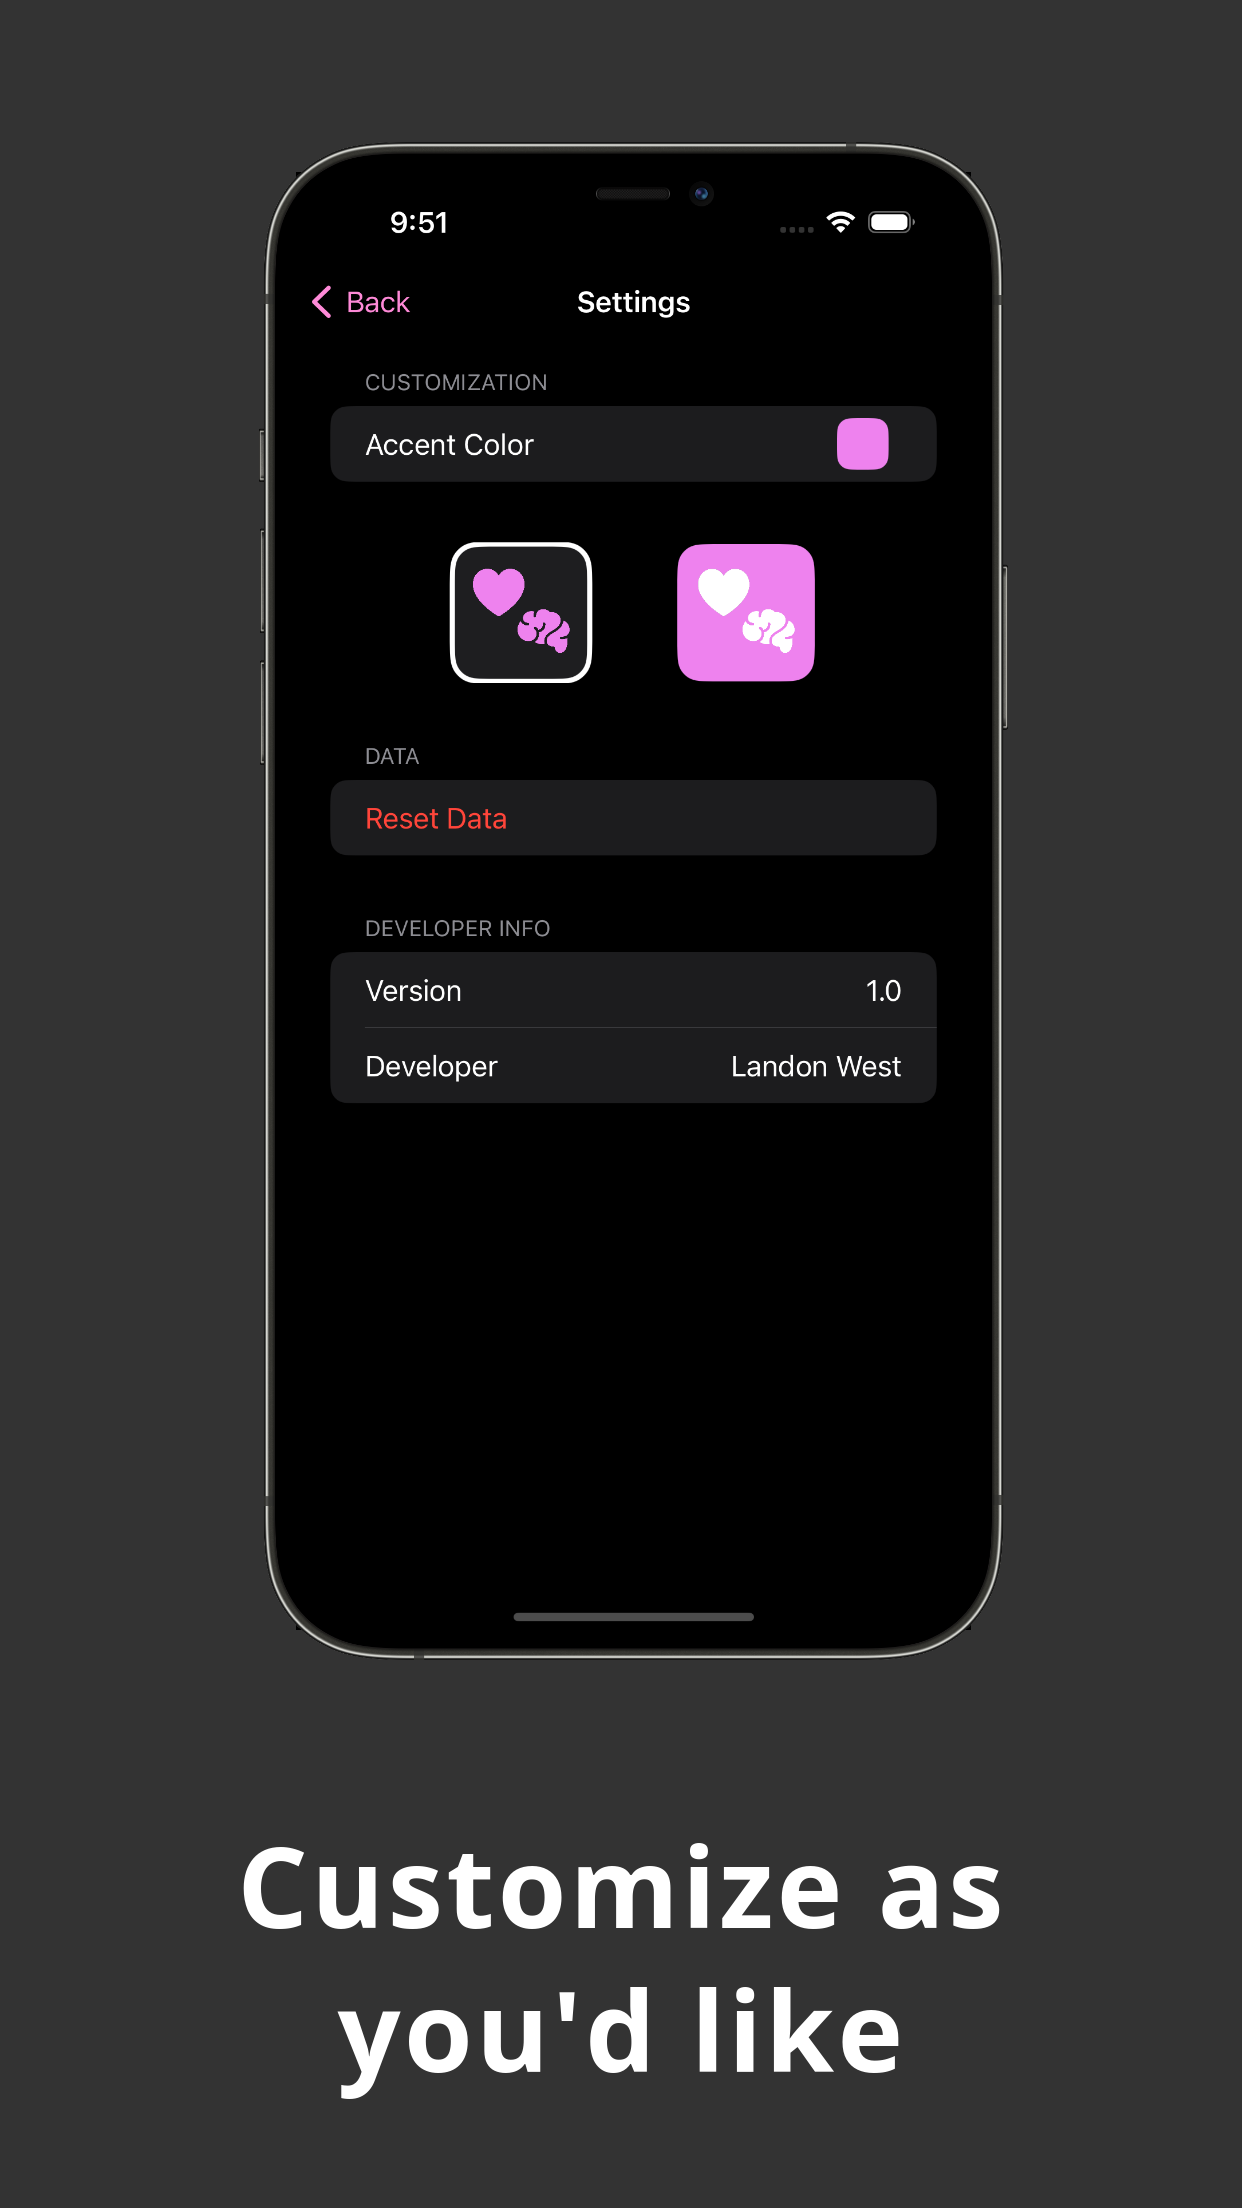 9:51
Back
Settings
CUSTOMIZATION
Accent Color
DATA
Reset Data
DEVELOPER INFO
Version 1.0
Developer Landon West
Customize as
you'd like